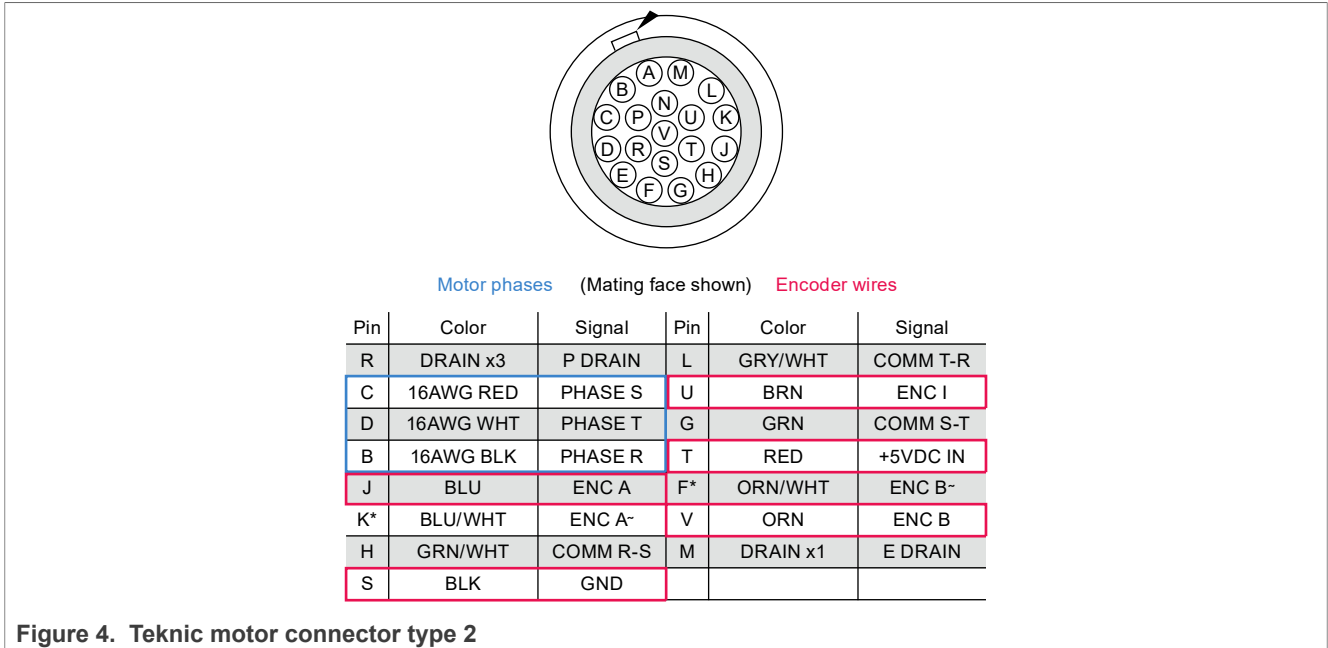 A M
B L
N
C P U K
V
D R T J
S
E H
F G
Motor phases (Mating face shown) Encoder wires
Pin Color Signal Pin Color Signal
R DRAIN x3 P DRAIN L GRY/WHT COMM T-R
C 16AWG RED PHASE S U BRN ENC I
D 16AWG WHT PHASE T G GRN COMM S-T
B 16AWG BLK PHASE R T RED +5VDC IN
J BLU ENC A F* ORN/WHT ENC B~
K* BLU/WHT ENC A~ V ORN ENC B
H GRN/WHT COMM R-S M DRAIN x1 E DRAIN
S BLK GND
Figure 4. Teknic motor connector type 2